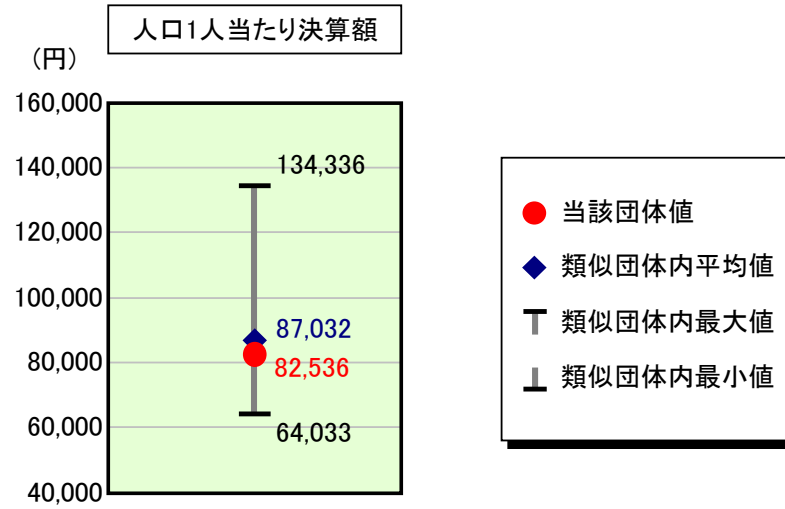 人口1人当たり決算額
(円)
160,000
140,000
134,336
120,000
100,000
87,032
80,000
82,536
60,000
64,033
40,000
当該団体値
類似団体内平均値
類似団体内最大値
類似団体内最小値